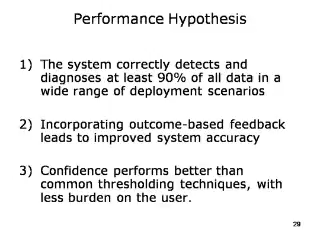 Performance Hypothesis
1) The system correctly detects and
diagnoses at least 90% of all data in a
wide range of deployment scenarios
2) Incorporating outcome-based feedback
leads to improved system accuracy
3) Confidence performs better than
common thresholding techniques, with
less burden on the user.
29